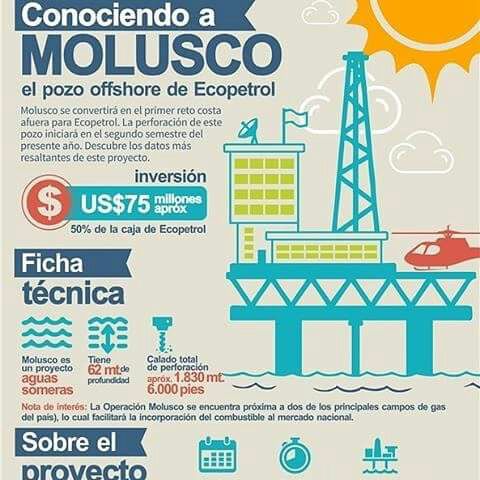 Conociendo a
MOLUSCO
el pozo offshore de Ecopetrol
Molusco se convertirá en el primer reto costa
afuera para Ecopetrol. La perforación de este
pozo iniciará en el segundo semestre del
presente año. Descubre los datos más
resaltantes de este proyecto.
inversión
$ US$75 millones
aprox
50% de la caja de Ecopetrol
Ficha
técnica
Molusco es
un proyecto
aguas
someras
Tiene
62 mt de
profundidad
Calado total
de perforación
apróx. 1.830 mt.
6.000 pies
Nota de interés: La Operación Molusco se encuentra próxima a dos de los principales campos de gas
del país), lo cual facilitará la incorporación del combustible al mercado nacional.
Sobre el
proyecto